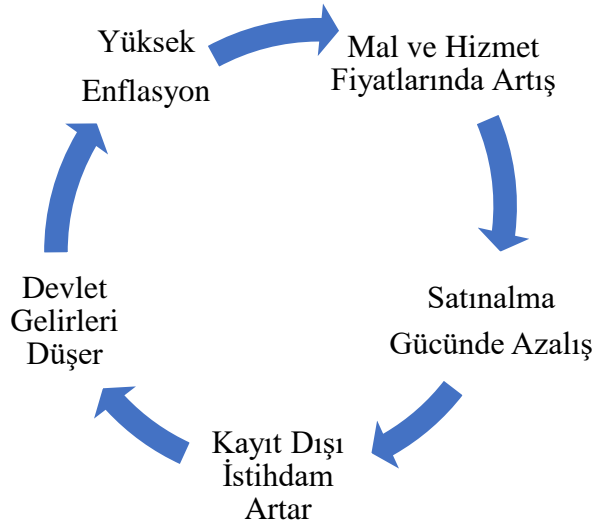 Yüksek
Enflasyon
Mal ve Hizmet
Fiyatlarında Artış
Satınalma
Gücünde Azalış
Kayıt Dışı
İstihdam
Artar
Devlet
Gelirleri
Düşer